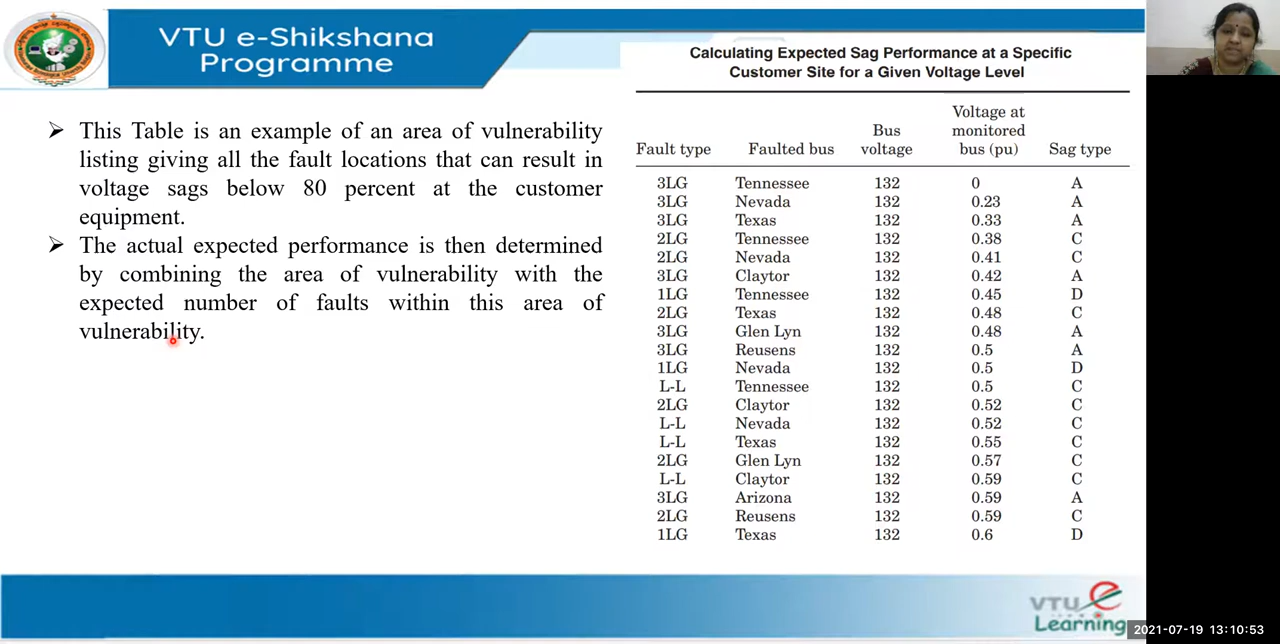 VTU e-Shikshana
Programme
➢ This Table is an example of an area of vulnerability
listing giving all the fault locations that can result in
voltage sags below 80 percent at the customer
equipment.
➢ The actual expected performance is then determined
by combining the area of vulnerability with the
expected number of faults within this area of
vulnerability.
Calculating Expected Sag Performance at a Specific
Customer Site for a Given Voltage Level
Fault type Faulted bus Bus voltage Voltage at monitored bus (pu) Sag type
3LG Tennessee 132 0 A
3LG Nevada 132 0.23 A
3LG Texas 132 0.33 A
2LG Tennessee 132 0.38 C
2LG Nevada 132 0.41 C
3LG Claytor 132 0.42 A
1LG Tennessee 132 0.45 D
2LG Texas 132 0.48 C
3LG Glen Lyn 132 0.48 A
3LG Reusens 132 0.5 A
1LG Nevada 132 0.5 D
L-L Tennessee 132 0.5 C
2LG Claytor 132 0.52 C
L-L Nevada 132 0.52 C
L-L Texas 132 0.55 C
2LG Glen Lyn 132 0.57 C
L-L Claytor 132 0.59 C
3LG Arizona 132 0.59 A
2LG Reusens 132 0.59 C
1LG Texas 132 0.6 D
VTU e
Learning
2021-07-19 13:10:53